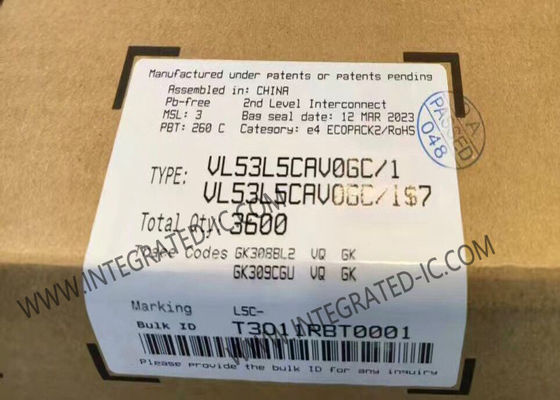 Manufactured under patents or patents pending
Assembled in: CHINA
Pb-free 2nd Level Interconnect
MSL: 3 Bag seal date: 12 MAR 2023
PBT: 260 C Category: e4 ECOPACK2/RoHS
PASSED
048
TYPE: VL53L5CAV0GC/1
VL53L5CAV0GC/1$7
Total Qty 3600
Trace Codes GK308BL2 VQ GK
GK309CGU VQ GK
Marking L5C-
Bulk ID T3011RBT0001
Please provide the bulk ID for any inquiry
WWW.INTEGRATED-IC.COM
WWW.INTEGRATED-IC.COM